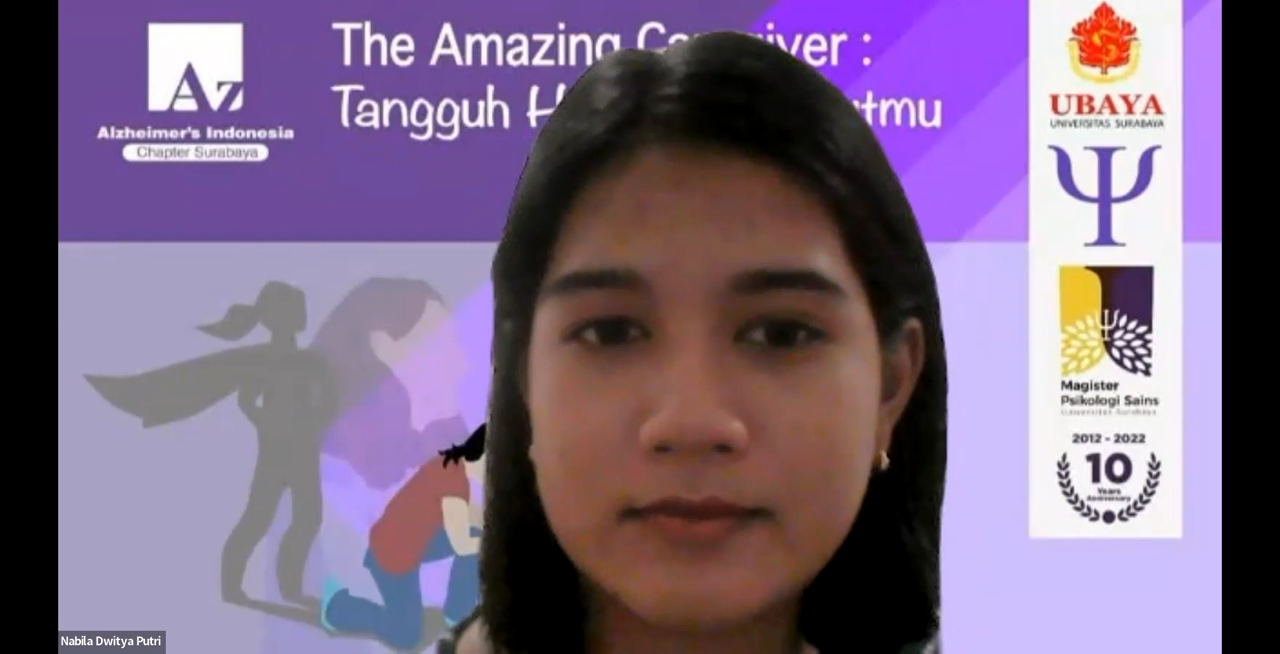 The Amazing Caregiver :
Tangguh
Alzheimer's Indonesia
Chapter Surabaya
UBAYA
UNIVERSITAS SURABAYA
Magister
Psikologi Sains
Universitas Surabaya
2012 - 2022
10
Years
Anniversary
Nabila Dwitya Putri